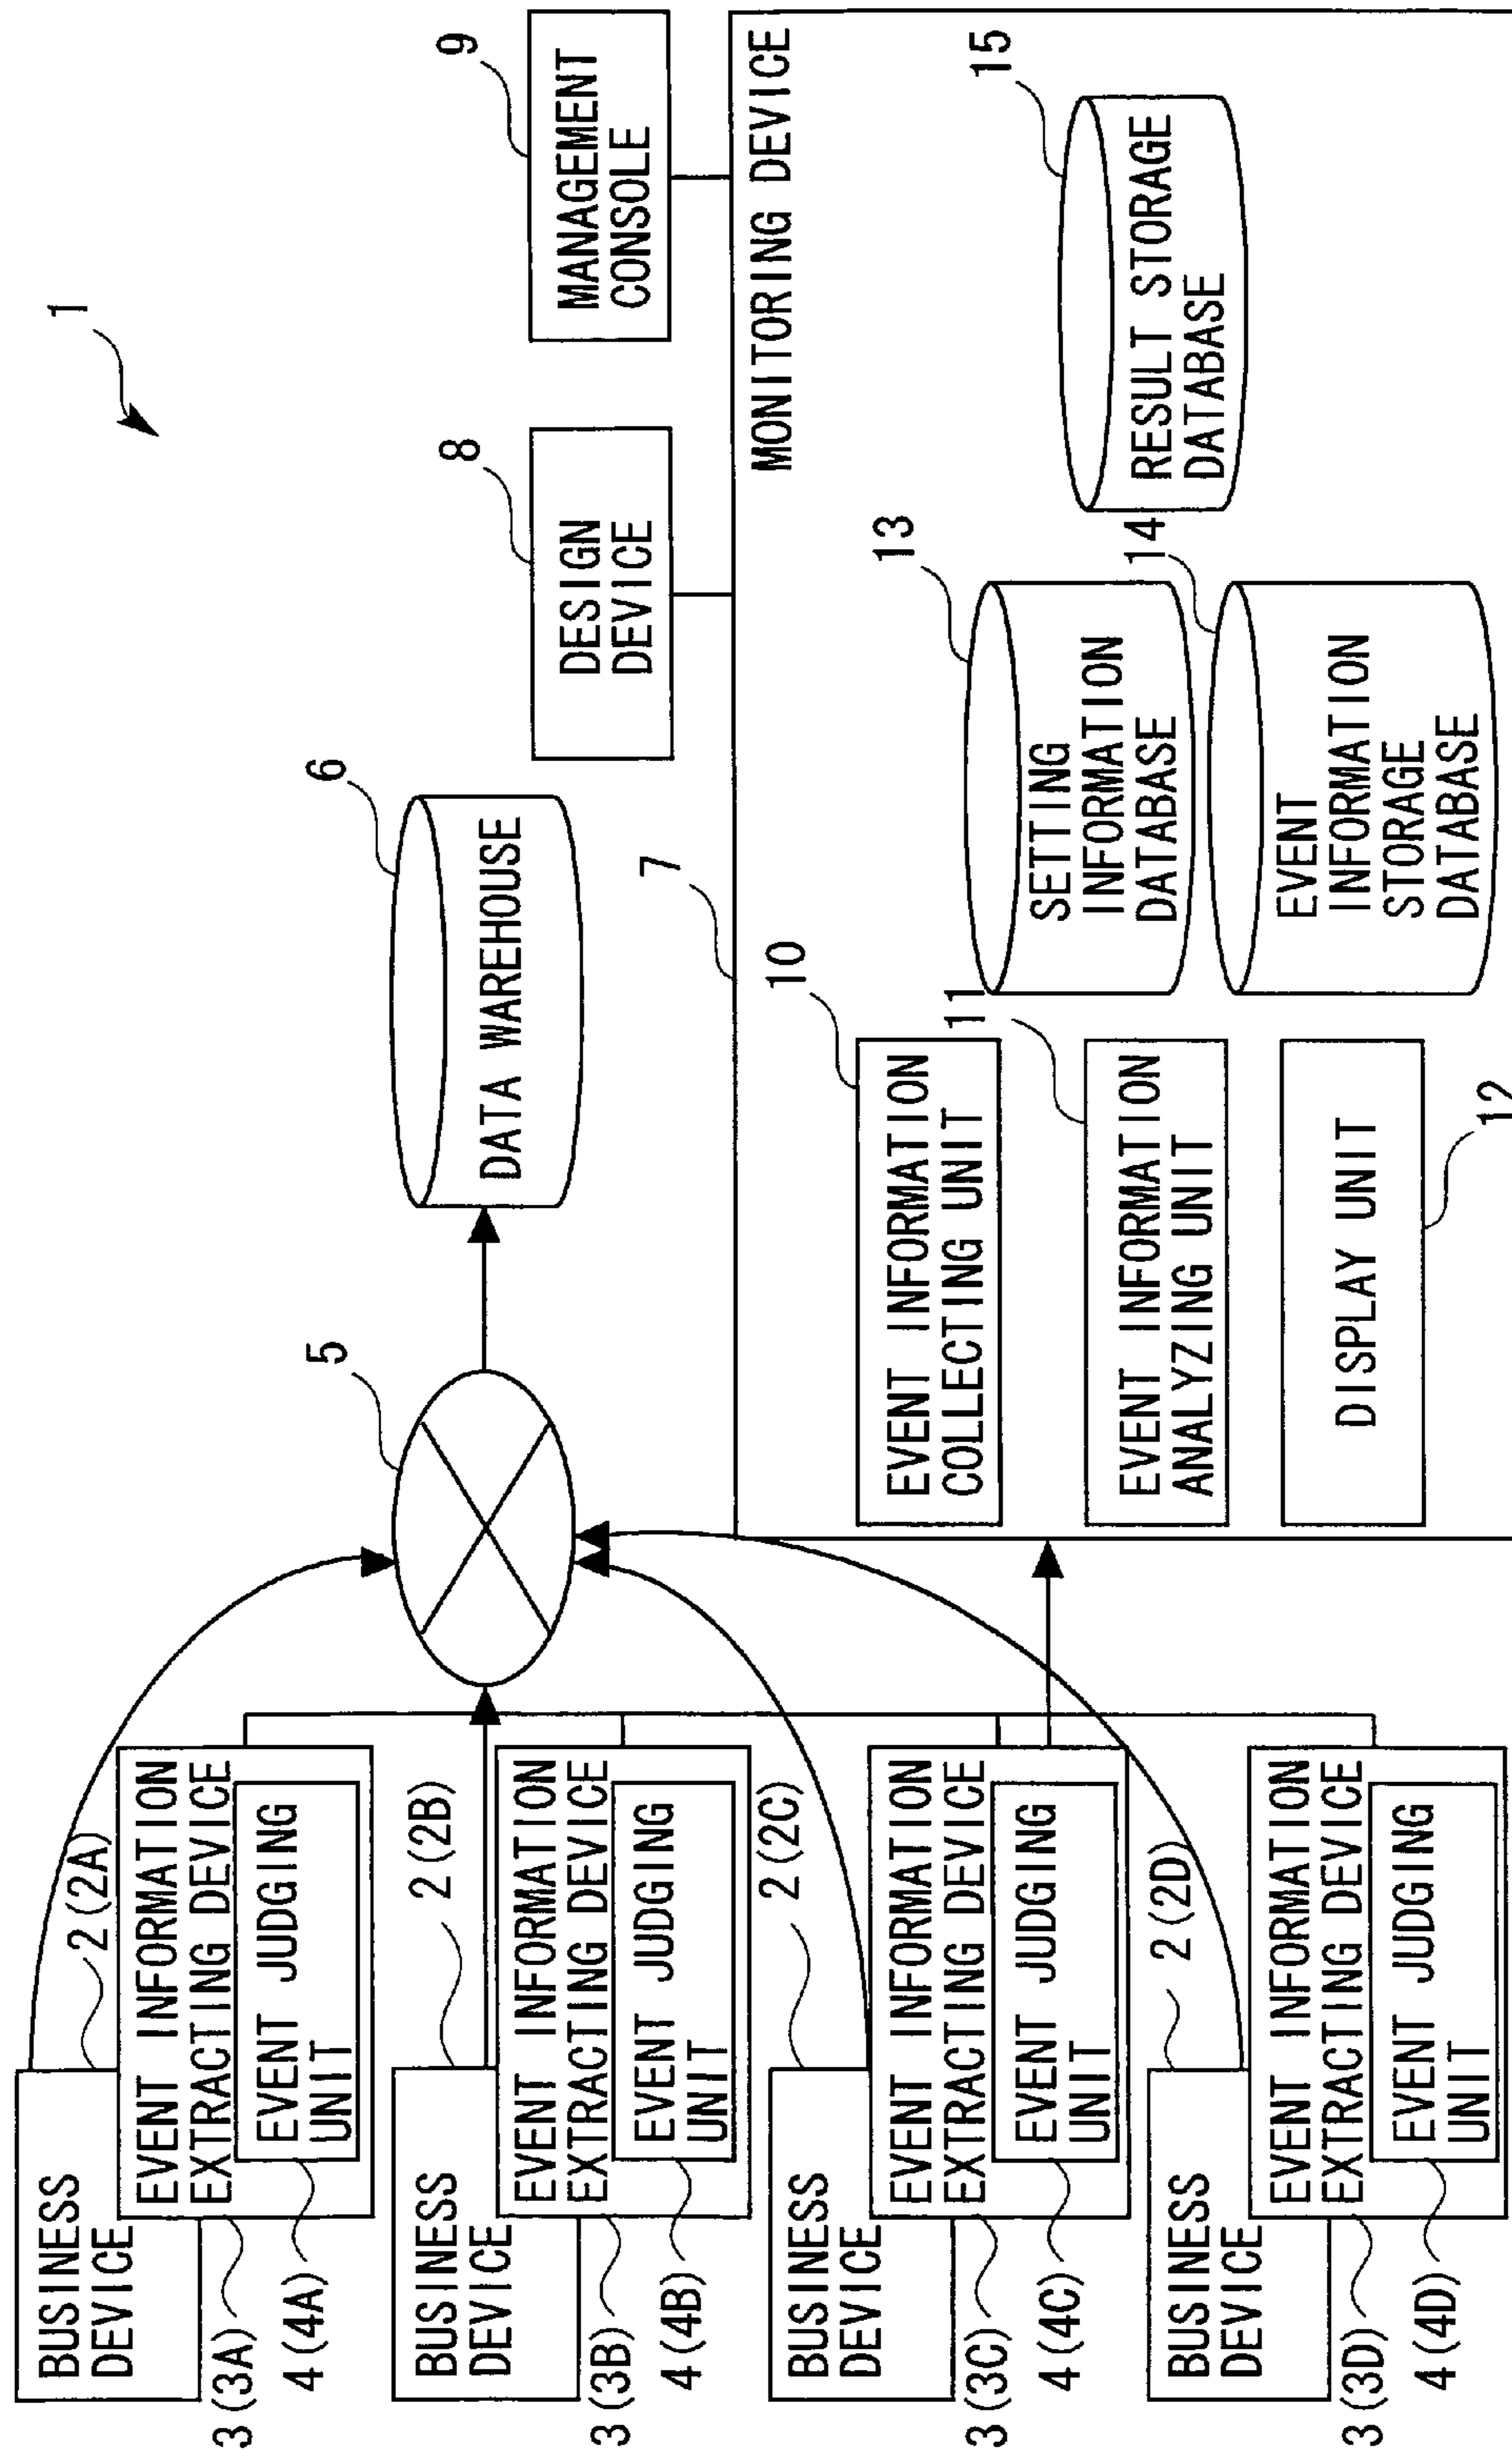 1
BUSINESS
DEVICE
2(2A)
EVENT INFORMATION
EXTRACTING DEVICE
EVENT JUDGING
UNIT
3(3A)
4(4A)
BUSINESS
DEVICE
2(2B)
EVENT INFORMATION
EXTRACTING DEVICE
EVENT JUDGING
UNIT
3(3B)
4(4B)
BUSINESS
DEVICE
2(2C)
EVENT INFORMATION
EXTRACTING DEVICE
EVENT JUDGING
UNIT
3(3C)
4(4C)
BUSINESS
DEVICE
2(2D)
EVENT INFORMATION
EXTRACTING DEVICE
EVENT JUDGING
UNIT
3(3D)
4(4D)
5
6
DATA WAREHOUSE
7
8
DESIGN
DEVICE
9
MANAGEMENT
CONSOLE
MONITORING DEVICE
10
EVENT INFORMATION
COLLECTING UNIT
11
EVENT INFORMATION
ANALYZING UNIT
DISPLAY UNIT
12
13
SETTING
INFORMATION
DATABASE
14
EVENT
INFORMATION
STORAGE
DATABASE
15
RESULT STORAGE
DATABASE